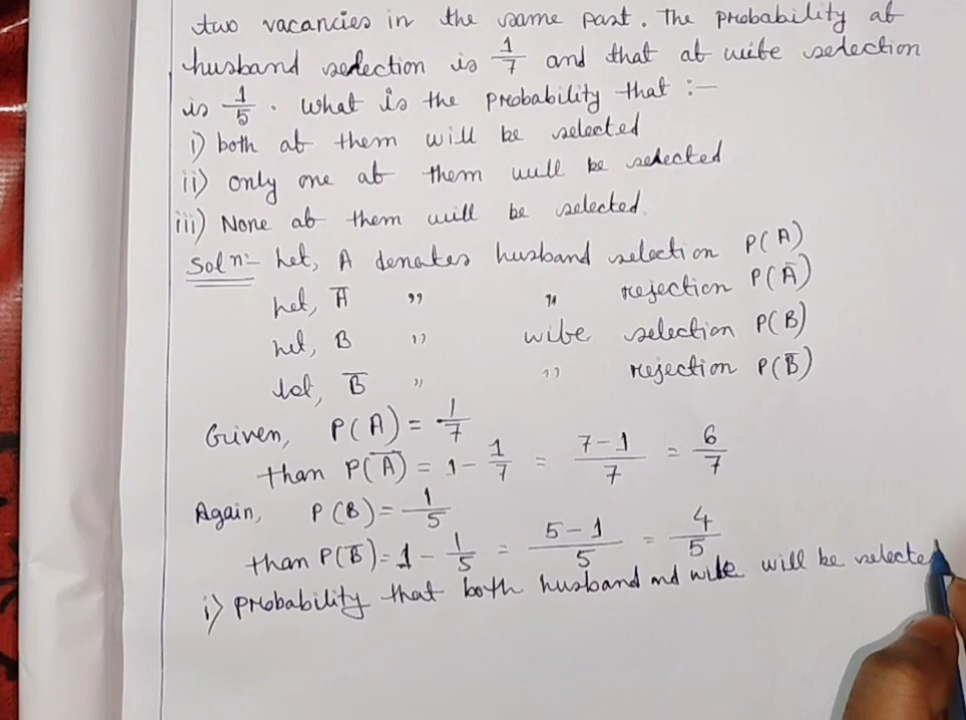 two vacancies in the same post. The probability of
husband selection is 1/7 and that of wife selection
is 1/5. What is the probability that :-
i) both of them will be selected
ii) only one of them will be selected
iii) None of them will be selected.
Soln:- Let, A denotes husband selection P(A)
Let, A̅ ,, ,, rejection P(A̅)
Let, B ,, wife selection P(B)
Let, B̅ ,, ,, rejection P(B̅)
Given, P(A) = 1/7
than P(A̅) = 1 - 1/7 = 7-1/7 = 6/7
Again, P(B) = 1/5
than P(B̅) = 1 - 1/5 = 5-1/5 = 4/5
i) Probability that both husband and wife will be selecte